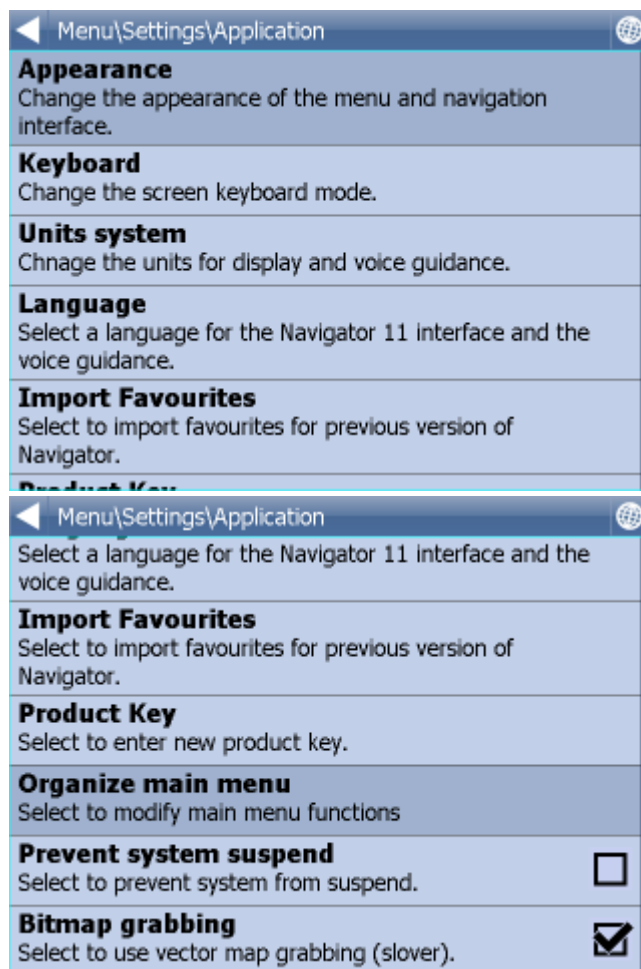 Menu\Settings\Application
Appearance
Change the appearance of the menu and navigation
interface.
Keyboard
Change the screen keyboard mode.
Units system
Chnage the units for display and voice guidance.
Language
Select a language for the Navigator 11 interface and the
voice guidance.
Import Favourites
Select to import favourites for previous version of
Navigator.
Product Key
Menu\Settings\Application
Select a language for the Navigator 11 interface and the
voice guidance.
Import Favourites
Select to import favourites for previous version of
Navigator.
Product Key
Select to enter new product key.
Organize main menu
Select to modify main menu functions
Prevent system suspend
Select to prevent system from suspend.
Bitmap grabbing
Select to use vector map grabbing (slover).